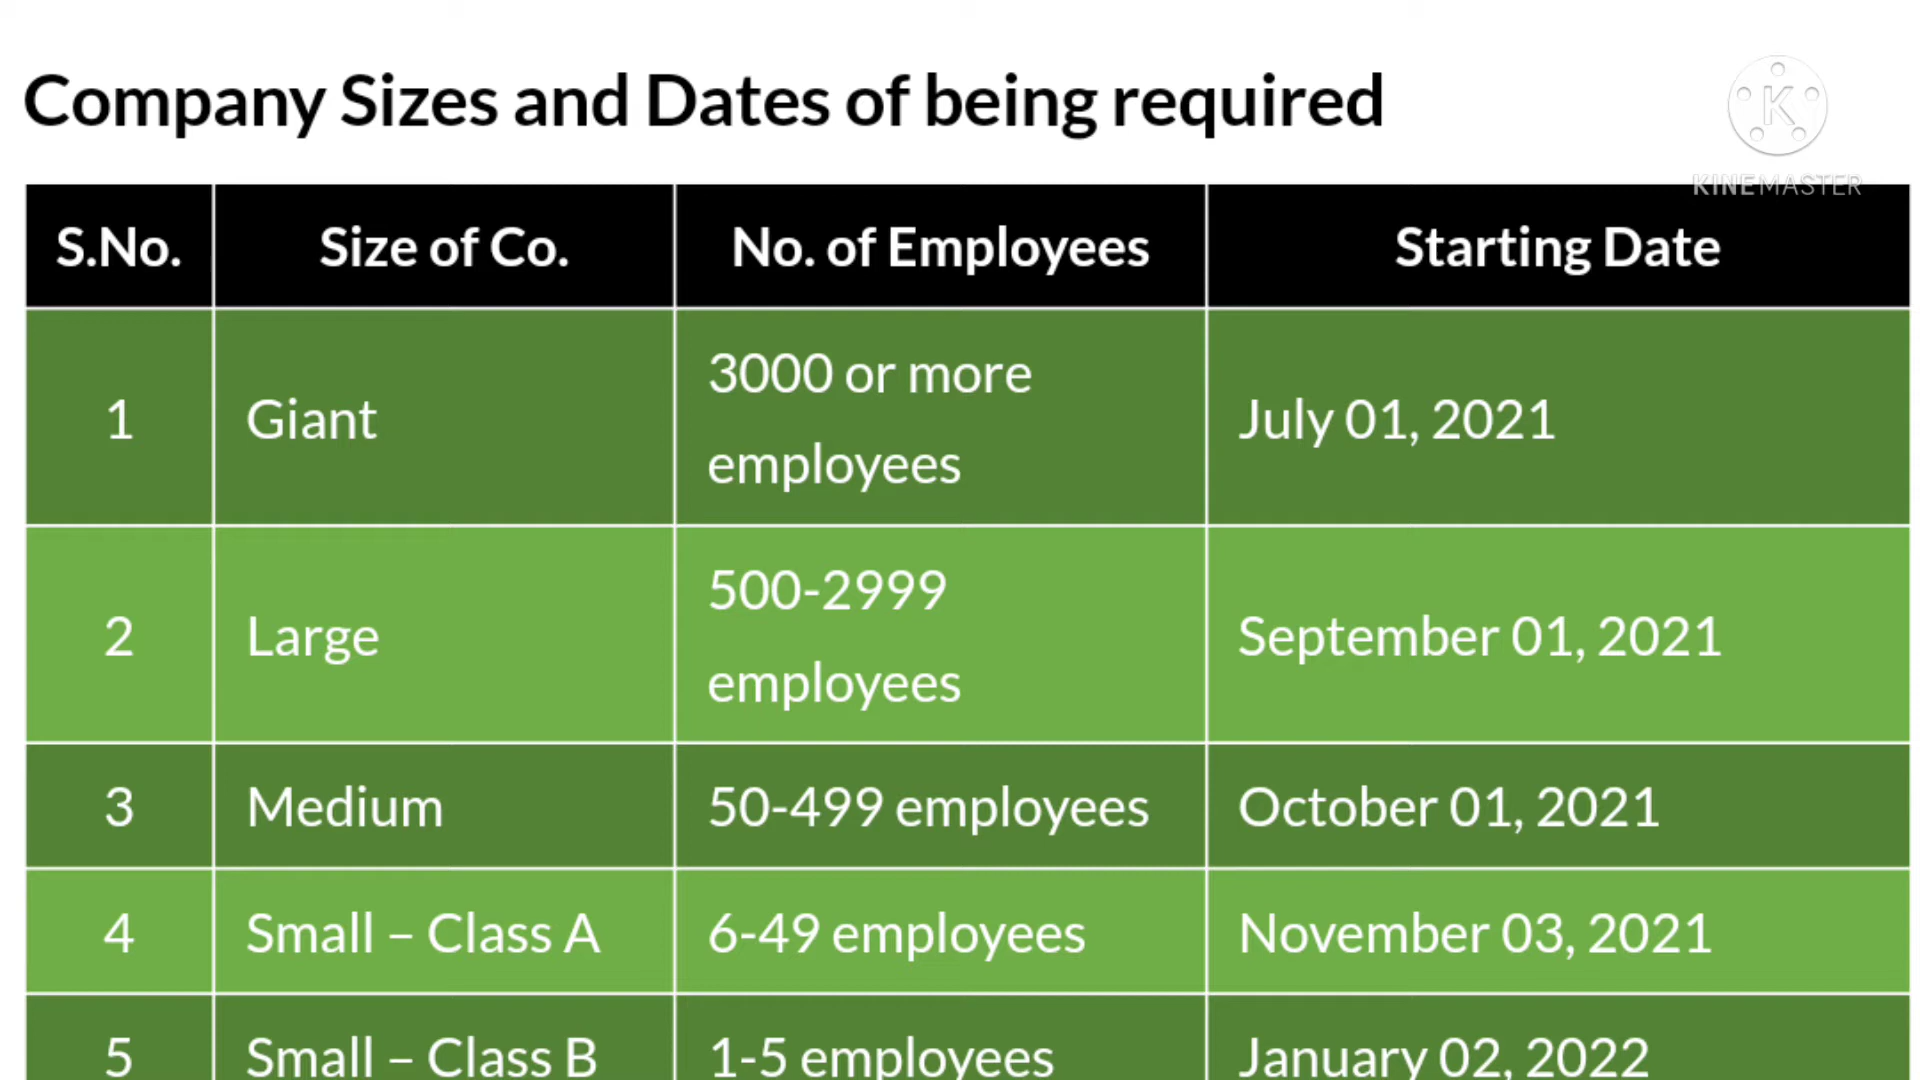 Company Sizes and Dates of being required
KINEMASTER
S.No. Size of Co. No. of Employees Starting Date
1 Giant 3000 or more employees July 01, 2021
2 Large 500-2999 employees September 01, 2021
3 Medium 50-499 employees October 01, 2021
4 Small – Class A 6-49 employees November 03, 2021
5 Small – Class B 1-5 employees January 02, 2022